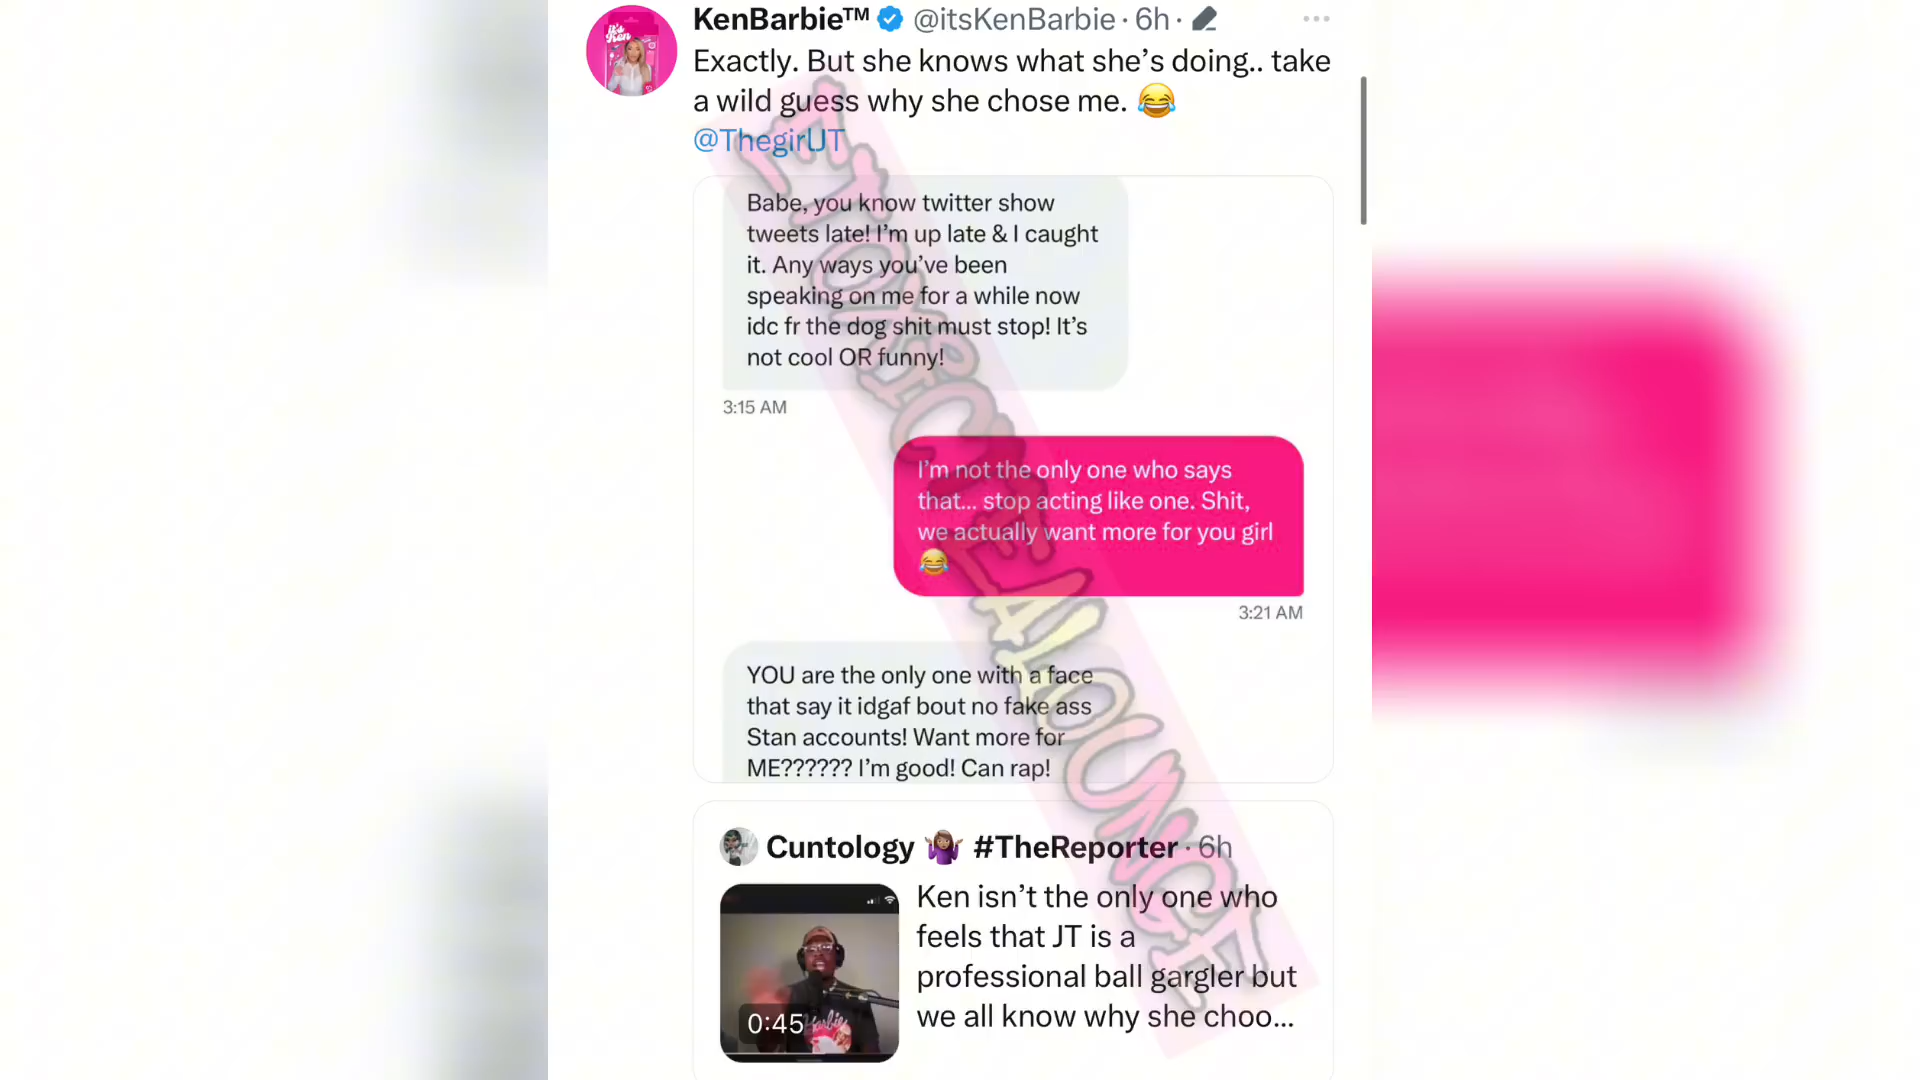 KenBarbie™ @itsKenBarbie · 6h ·
Exactly. But she knows what she's doing.. take
a wild guess why she chose me. 😂
@ThegirlJT
Babe, you know twitter show
tweets late! I'm up late & I caught
it. Any ways you've been
speaking on me for a while now
idc fr the dog shit must stop! It's
not cool OR funny!
3:15 AM
I'm not the only one who says
that... stop acting like one. Shit,
we actually want more for you girl
😂
3:21 AM
YOU are the only one with a face
that say it idgaf bout no fake ass
Stan accounts! Want more for
ME?????? I'm good! Can rap!
Cuntology 🤷🏾‍♀️ #TheReporter · 6h
Ken isn't the only one who
feels that JT is a
professional ball gargler but
we all know why she choo...
0:45
Barbie
it's
Ken